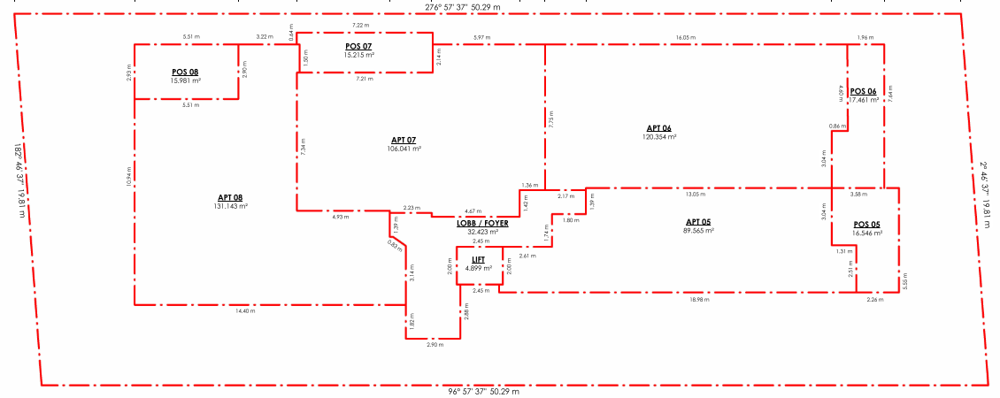 276° 57' 37" 50.29 m
5.51 m
3.22 m
0.64 m
7.22 m
5.97 m
16.05 m
1.96 m
POS 07
15.215 m²
1.50 m
2.14 m
7.21 m
2.93 m
POS 08
15.981 m²
2.90 m
5.51 m
4.60 m
POS 06
17.461 m²
7.64 m
0.86 m
7.75 m
APT 06
120.354 m²
APT 07
106.041 m²
7.34 m
3.04 m
182° 46' 37" 19.81 m
10.94 m
APT 08
131.143 m²
2° 46' 37" 19.81 m
1.36 m
2.17 m
13.05 m
3.58 m
1.42 m
1.39 m
4.93 m
2.23 m
4.67 m
1.80 m
3.04 m
1.39 m
LOBB / FOYER
32.423 m²
1.74 m
APT 05
89.565 m²
POS 05
16.546 m²
0.83 m
2.45 m
2.61 m
1.31 m
2.00 m
LIFT
4.899 m²
2.00 m
3.14 m
2.51 m
5.55 m
2.45 m
18.98 m
2.26 m
14.40 m
1.82 m
2.88 m
2.90 m
96° 57' 37" 50.29 m